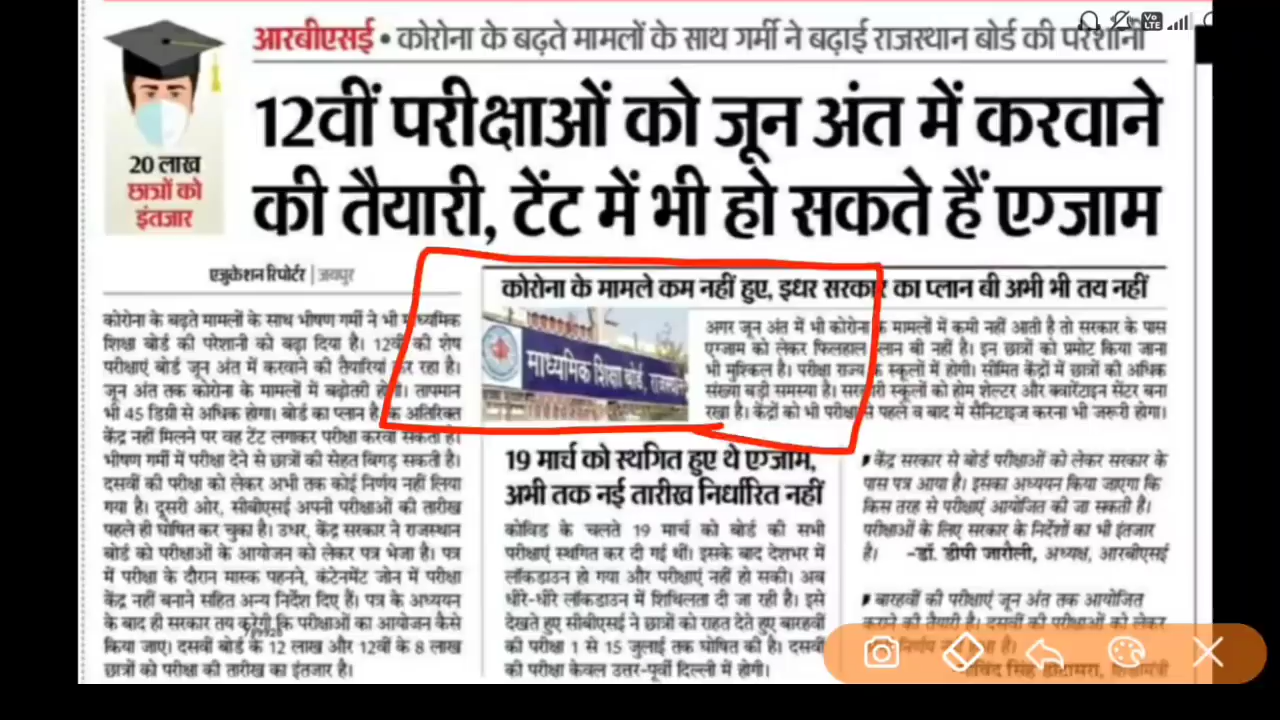 आरबीएसई • कोरोना के बढ़ते मामलों के साथ गर्मी ने बढ़ाई राजस्थान बोर्ड की परेशानी
12वीं परीक्षाओं को जून अंत में करवाने
की तैयारी, टेंट में भी हो सकते हैं एग्जाम
20 लाख
छात्रों को
इंतजार
एजुकेशन रिपोर्टर | जयपुर
कोरोना के बढ़ते मामलों के साथ भीषण गर्मी ने भी माध्यमिक
शिक्षा बोर्ड की परेशानी को बढ़ा दिया है। 12वीं की शेष
परीक्षाएं बोर्ड जून अंत में करवाने की तैयारियां कर रहा है।
जून अंत तक कोरोना के मामलों में बढ़ोतरी होगी। तापमान
भी 45 डिग्री से अधिक होगा। बोर्ड का प्लान है कि अतिरिक्त
केंद्र नहीं मिलने पर वह टेंट लगाकर परीक्षा करवा सकता है।
भीषण गर्मी में परीक्षा देने से छात्रों की सेहत बिगड़ सकती है।
दसवीं की परीक्षा को लेकर अभी तक कोई निर्णय नहीं लिया
गया है। दूसरी ओर, सीबीएसई अपनी परीक्षाओं की तारीख
पहले ही घोषित कर चुका है। उधर, केंद्र सरकार ने राजस्थान
बोर्ड को परीक्षाओं के आयोजन को लेकर पत्र भेजा है। पत्र
में परीक्षा के दौरान मास्क पहनने, कंटेनमेंट जोन में परीक्षा
केंद्र नहीं बनाने सहित अन्य निर्देश दिए हैं। पत्र के अध्ययन
के बाद ही सरकार तय करेगी कि परीक्षाओं का आयोजन कैसे
किया जाए। दसवीं बोर्ड के 12 लाख और 12वीं के 8 लाख
छात्रों को परीक्षा की तारीख का इंतजार है।
कोरोना के मामले कम नहीं हुए, इधर सरकार का प्लान बी अभी भी तय नहीं
माध्यमिक शिक्षा बोर्ड, राजस्थान
अगर जून अंत में भी कोरोना के मामलों में कमी नहीं आती है तो सरकार के पास
एग्जाम को लेकर फिलहाल प्लान बी नहीं है। इन छात्रों को प्रमोट किया जाना
भी मुश्किल है। परीक्षा राज्य के स्कूलों में होगी। सीमित केंद्रों में छात्रों की अधिक
संख्या बड़ी समस्या है। सरकारी स्कूलों को होम शेल्टर और क्वारेंटाइन सेंटर बना
रखा है। केंद्रों को भी परीक्षा से पहले व बाद में सैनिटाइज करना भी जरूरी होगा।
19 मार्च को स्थगित हुए थे एग्जाम,
अभी तक नई तारीख निर्धारित नहीं
कोविड के चलते 19 मार्च को बोर्ड की सभी
परीक्षाएं स्थगित कर दी गई थीं। इसके बाद देशभर में
लॉकडाउन हो गया और परीक्षाएं नहीं हो सकी। अब
धीरे-धीरे लॉकडाउन में शिथिलता दी जा रही है। इसे
देखते हुए सीबीएसई ने छात्रों को राहत देते हुए बारहवीं
की परीक्षा 1 से 15 जुलाई तक घोषित की है। दसवीं
की परीक्षा केवल उत्तर-पूर्वी दिल्ली में होगी।
केंद्र सरकार से बोर्ड परीक्षाओं को लेकर सरकार के
पास पत्र आया है। इसका अध्ययन किया जाएगा कि
किस तरह से परीक्षाएं आयोजित की जा सकती हैं।
परीक्षाओं के लिए सरकार के निर्देशों का भी इंतजार
है। -डॉ. डीपी जारोली, अध्यक्ष, आरबीएसई
बारहवीं की परीक्षाएं जून अंत तक आयोजित
कराने की तैयारी है। दसवीं की परीक्षाओं को लेकर
निर्णय